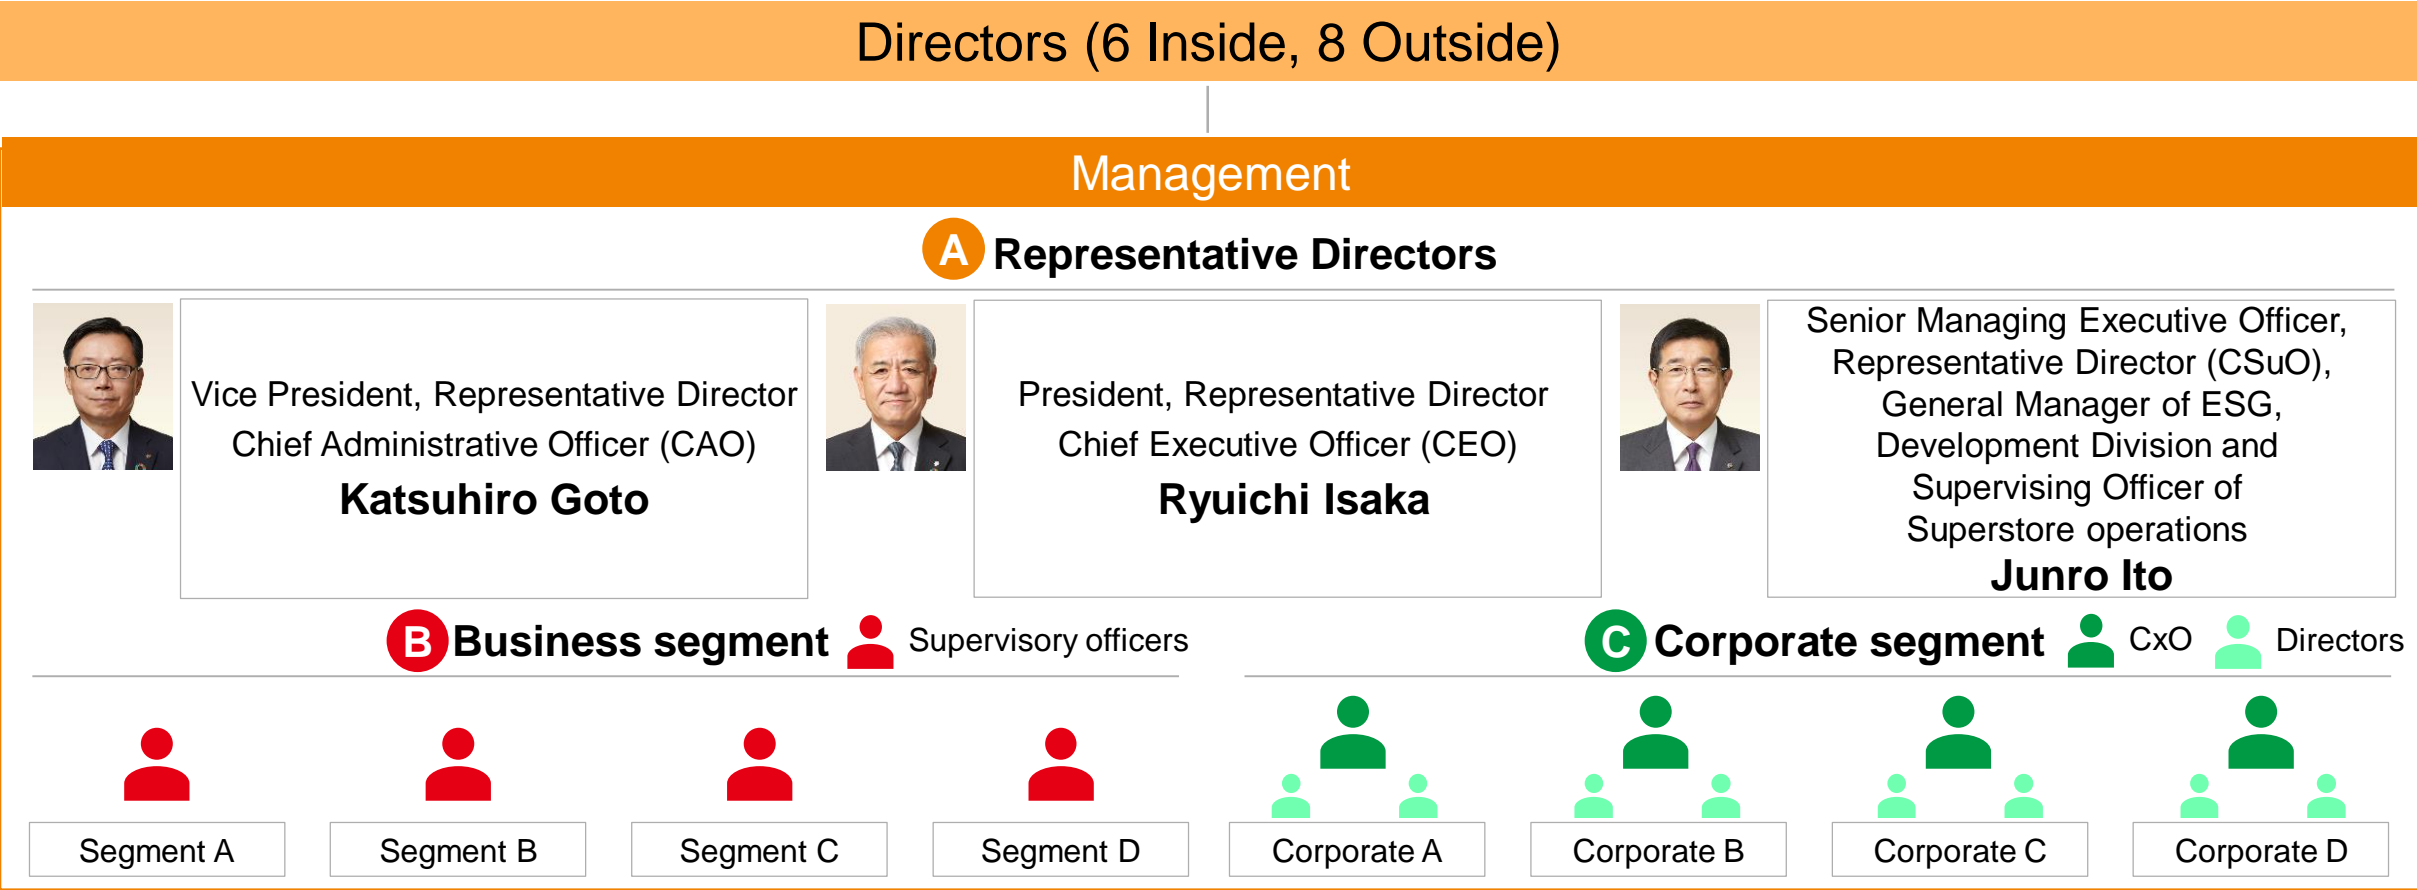 Directors (6 Inside, 8 Outside)
Management
A Representative Directors
Vice President, Representative Director
Chief Administrative Officer (CAO)
Katsuhiro Goto
President, Representative Director
Chief Executive Officer (CEO)
Ryuichi Isaka
Senior Managing Executive Officer,
Representative Director (CSuO),
General Manager of ESG,
Development Division and
Supervising Officer of
Superstore operations
Junro Ito
B Business segment Supervisory officers
C Corporate segment CxO Directors
Segment A
Segment B
Segment C
Segment D
Corporate A
Corporate B
Corporate C
Corporate D